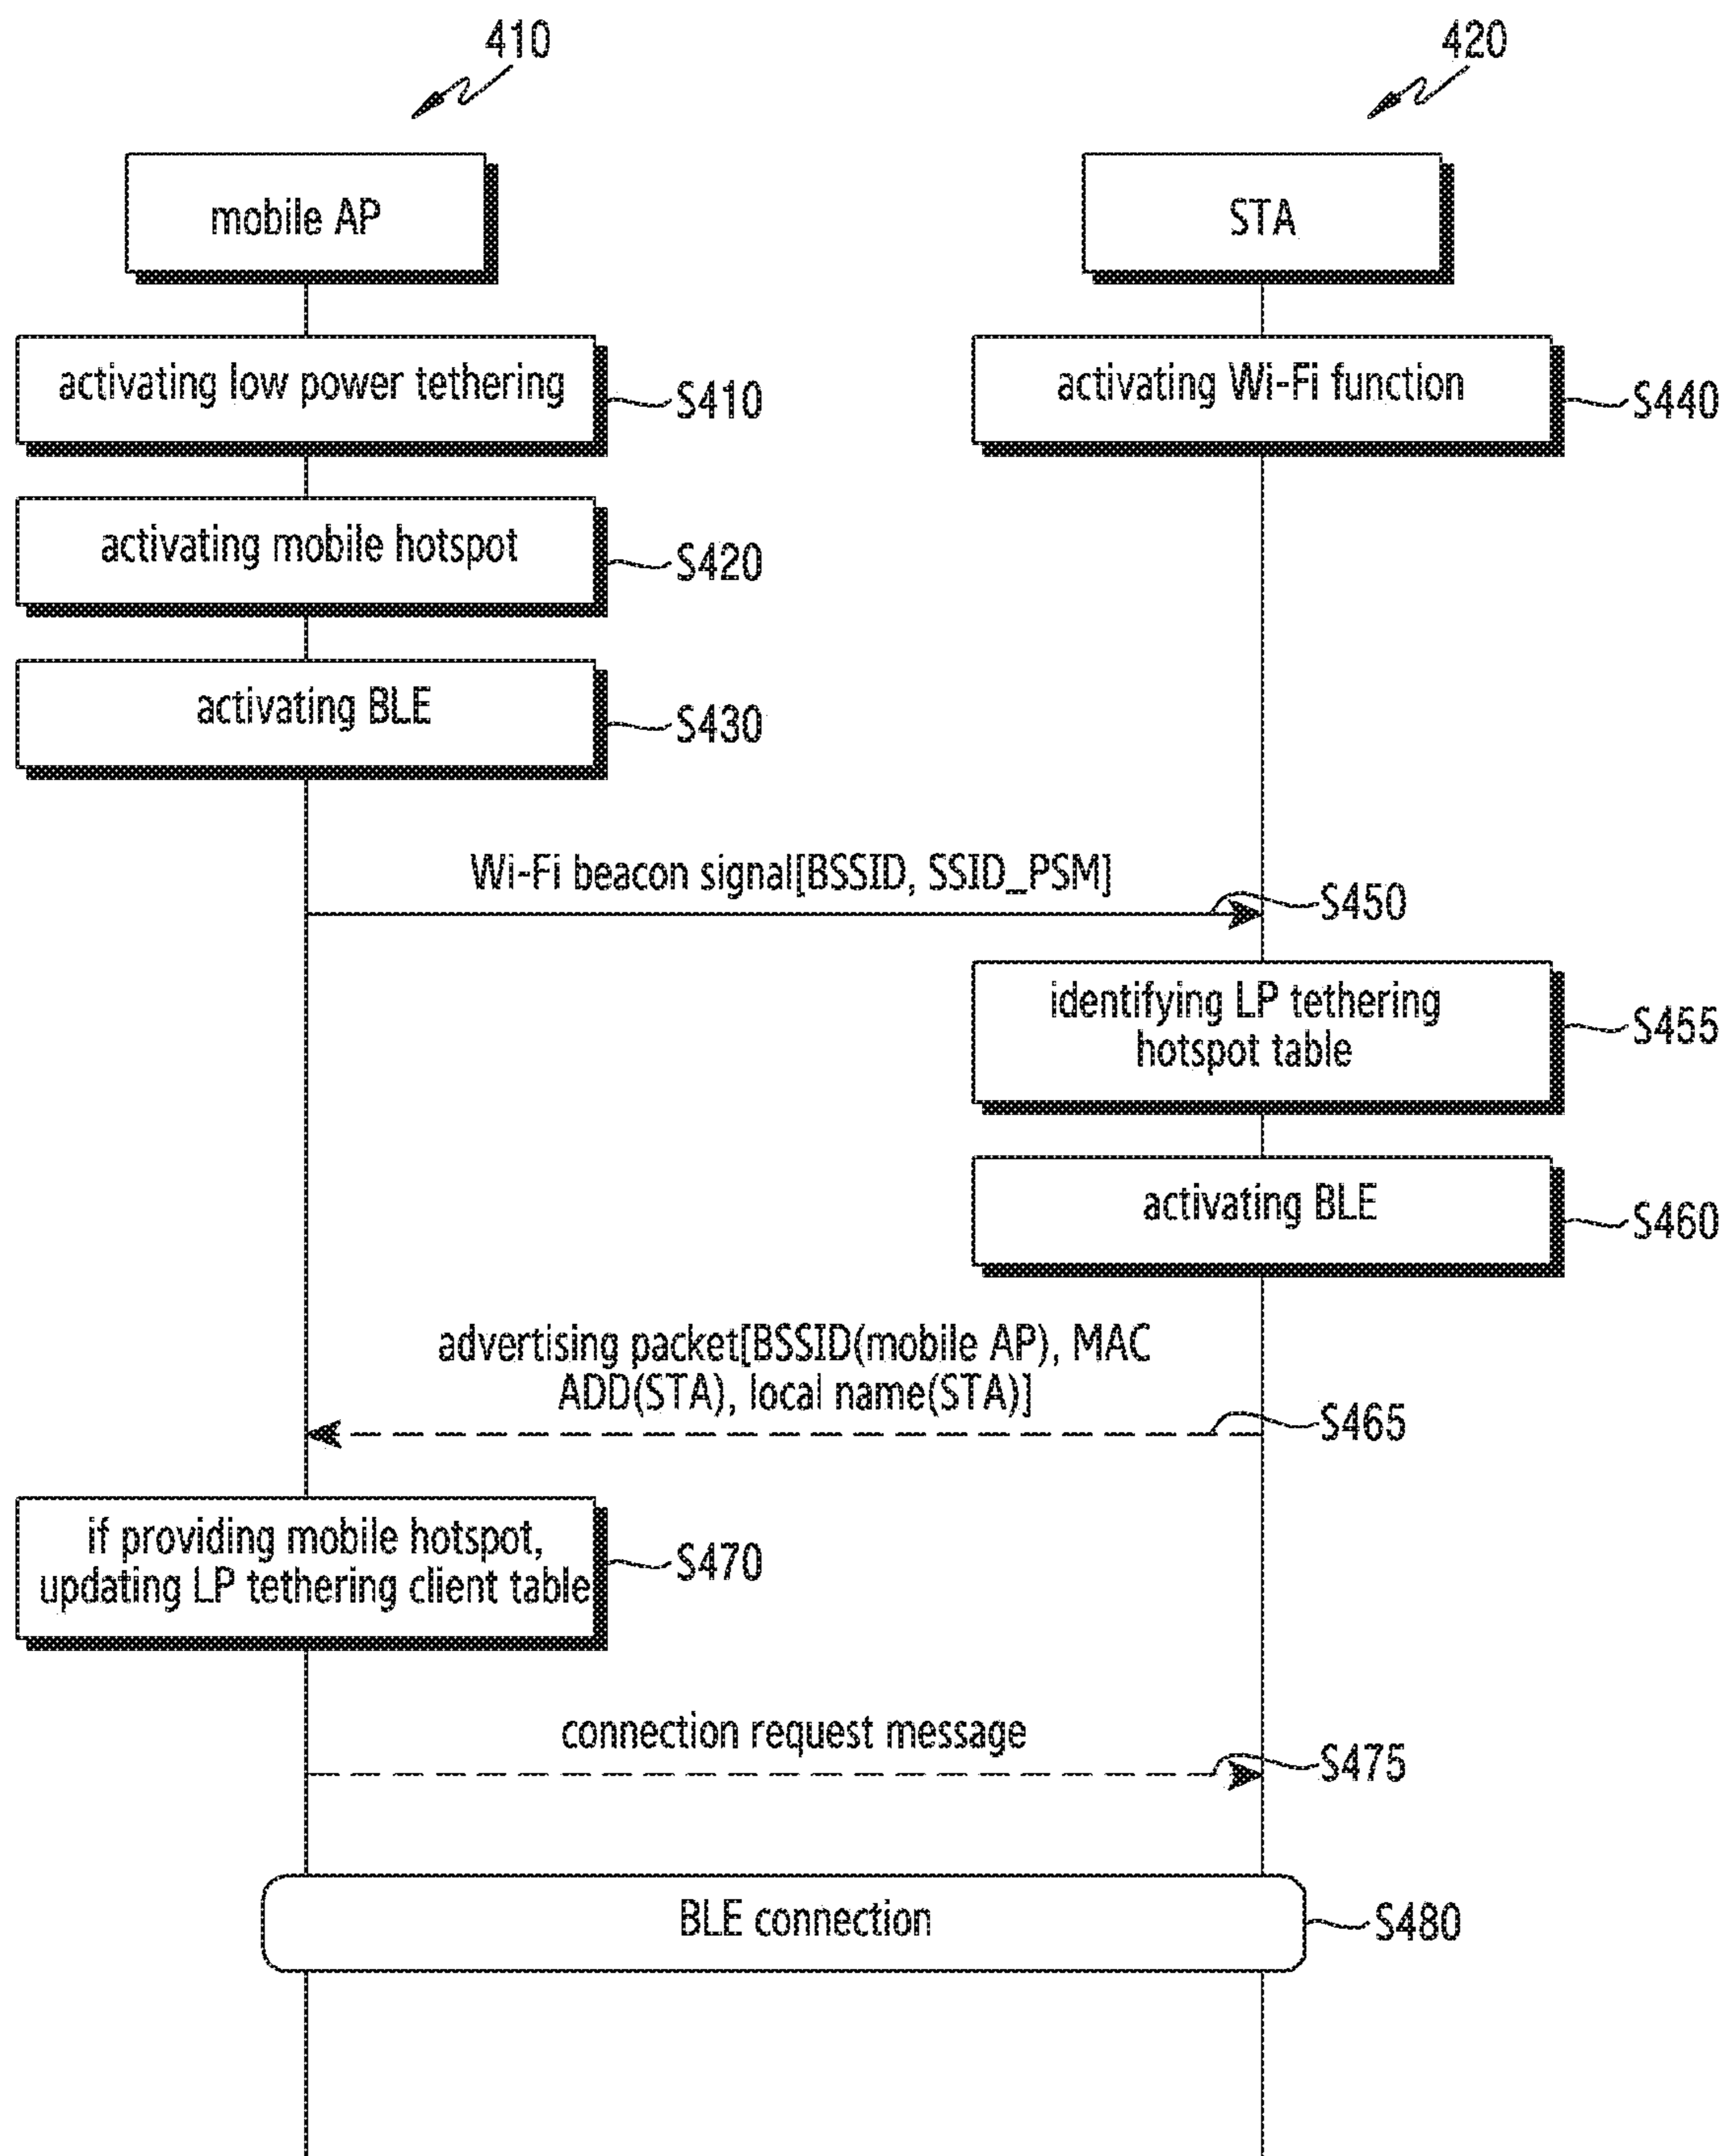 410
420
mobile AP
STA
activating low power tethering
S410
activating Wi-Fi function
S440
activating mobile hotspot
S420
activating BLE
S430
Wi-Fi beacon signal[BSSID, SSID_PSM]
S450
identifying LP tethering
hotspot table
S455
activating BLE
S460
advertising packet[BSSID(mobile AP), MAC
ADD(STA), local name(STA)]
S465
if providing mobile hotspot,
updating LP tethering client table
S470
connection request message
S475
BLE connection
S480